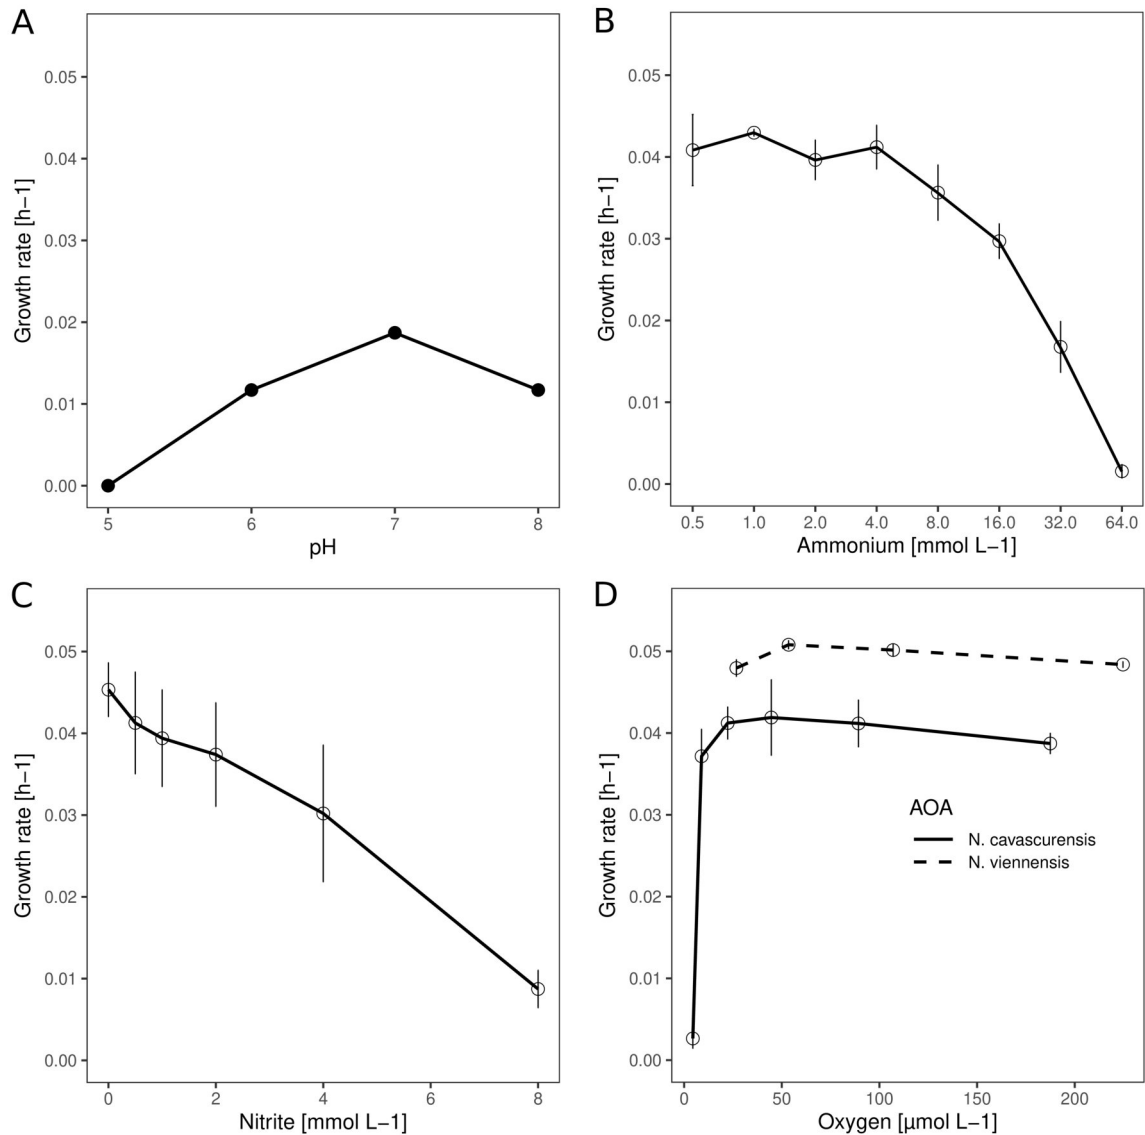 A
Growth rate [h−1]
0.05
0.04
0.03
0.02
0.01
0.00
5 6 7 8
pH
B
Growth rate [h−1]
0.05
0.04
0.03
0.02
0.01
0.00
0.5 1.0 2.0 4.0 8.0 16.0 32.0 64.0
Ammonium [mmol L−1]
C
Growth rate [h−1]
0.05
0.04
0.03
0.02
0.01
0.00
0 2 4 6 8
Nitrite [mmol L−1]
D
Growth rate [h−1]
0.05
0.04
0.03
0.02
0.01
0.00
AOA
N. cavascurensis
N. viennensis
0 50 100 150 200
Oxygen [µmol L−1]